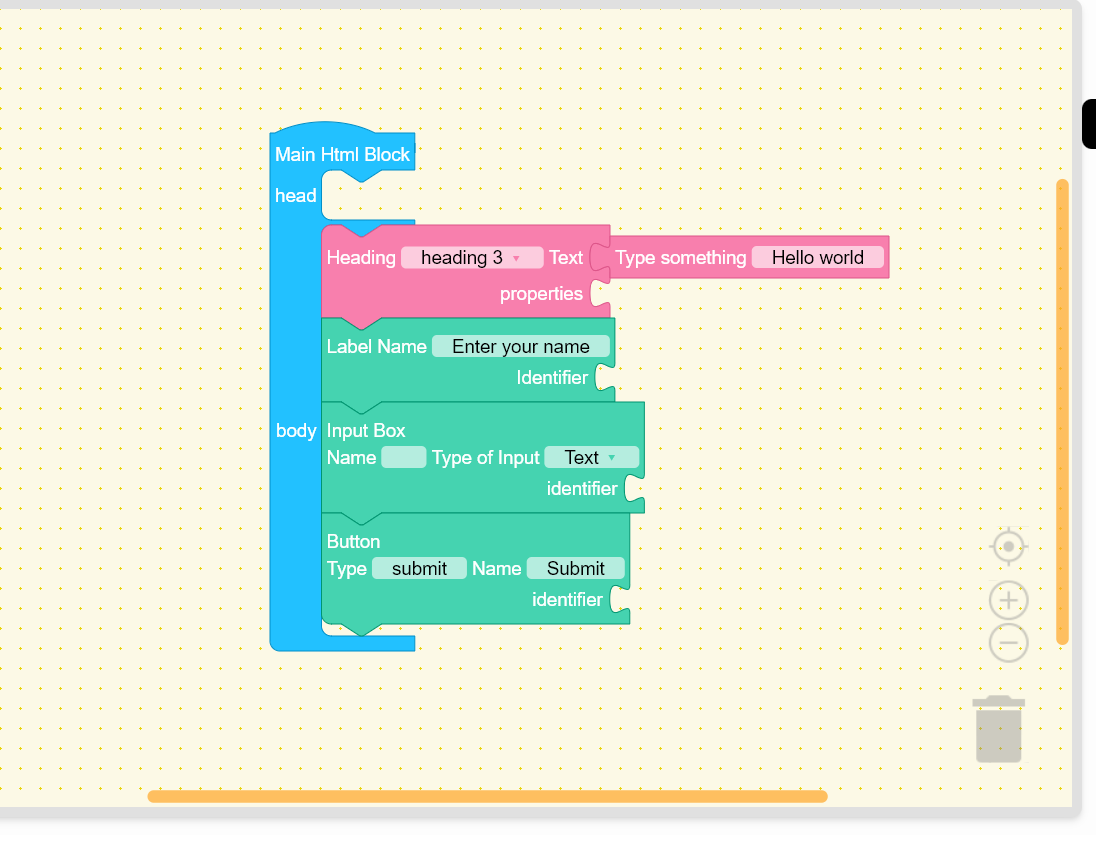 Main Html Block
head
Heading heading 3 Text Type something Hello world
properties
Label Name Enter your name
Identifier
body Input Box
Name Type of Input Text
identifier
Button
Type submit Name Submit
identifier